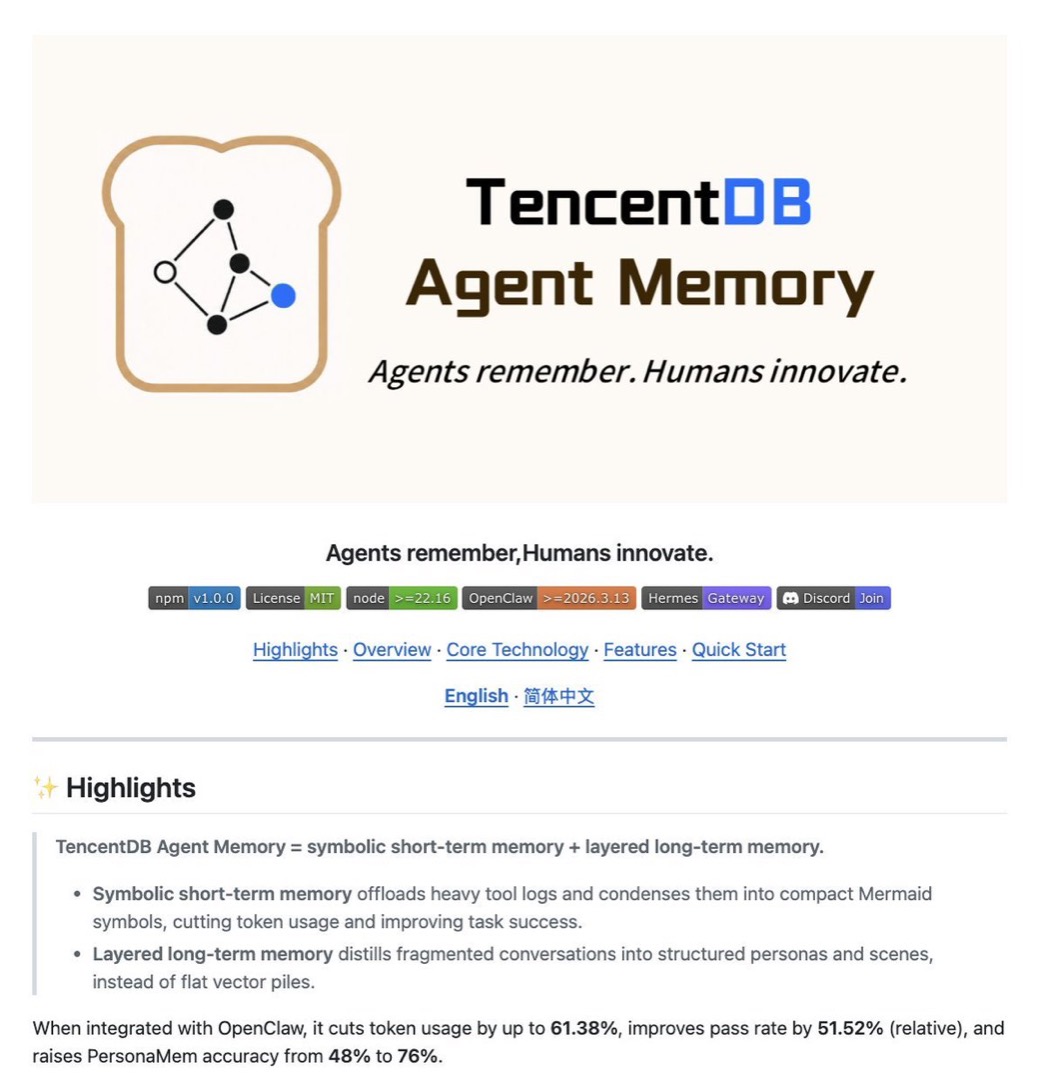 TencentDB
Agent Memory
Agents remember. Humans innovate.
Agents remember,Humans innovate.
npm v1.0.0 License MIT node >=22.16 OpenClaw >=2026.3.13 Hermes Gateway Discord Join
Highlights · Overview · Core Technology · Features · Quick Start
English · 简体中文
✨ Highlights
TencentDB Agent Memory = symbolic short-term memory + layered long-term memory.
• Symbolic short-term memory offloads heavy tool logs and condenses them into compact Mermaid
symbols, cutting token usage and improving task success.
• Layered long-term memory distills fragmented conversations into structured personas and scenes,
instead of flat vector piles.
When integrated with OpenClaw, it cuts token usage by up to 61.38%, improves pass rate by 51.52% (relative), and
raises PersonaMem accuracy from 48% to 76%.